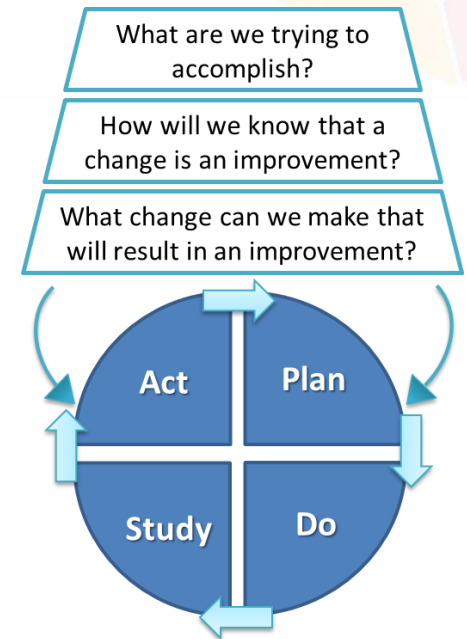 What are we trying to
accomplish?
How will we know that a
change is an improvement?
What change can we make that
will result in an improvement?
Act
Plan
Study
Do